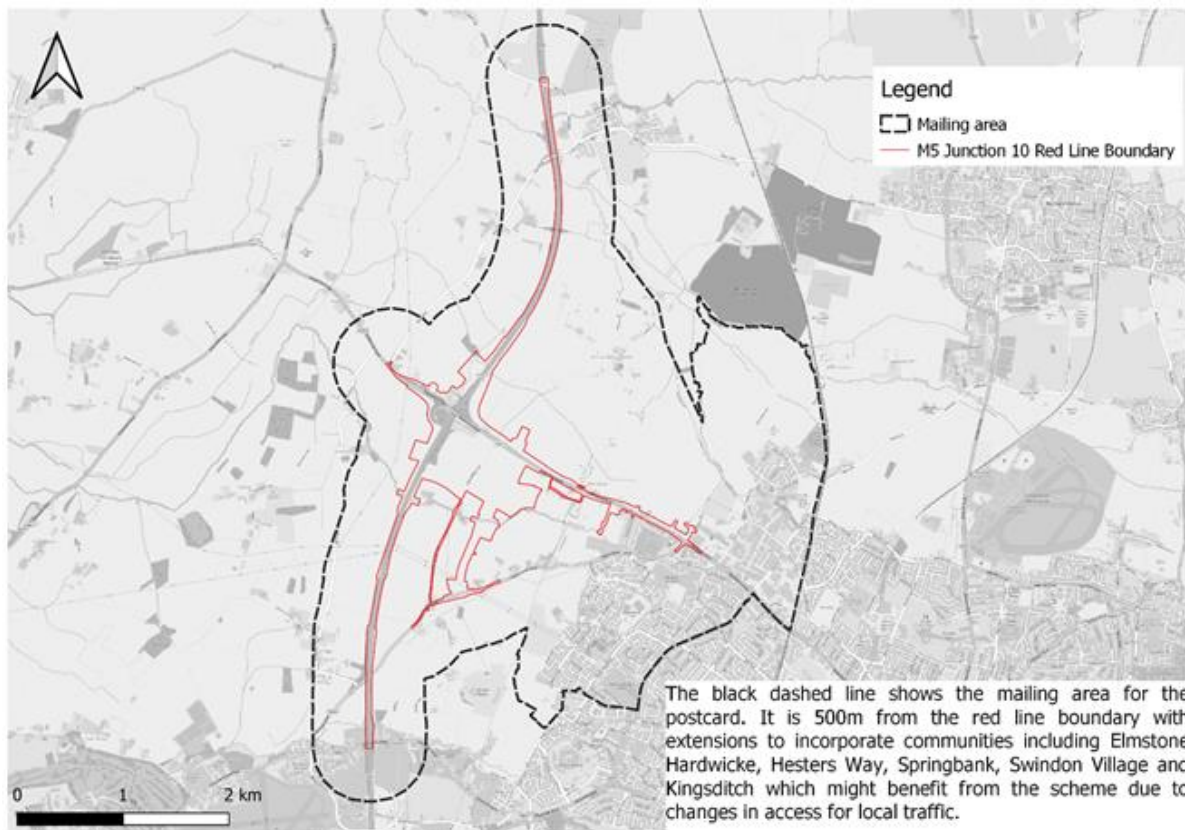 Legend
Mailing area
M5 Junction 10 Red Line Boundary
The black dashed line shows the mailing area for the
postcard. It is 500m from the red line boundary with
extensions to incorporate communities including Elmstone
Hardwicke, Hesters Way, Springbank, Swindon Village and
Kingsditch which might benefit from the scheme due to
changes in access for local traffic.
0 1 2 km